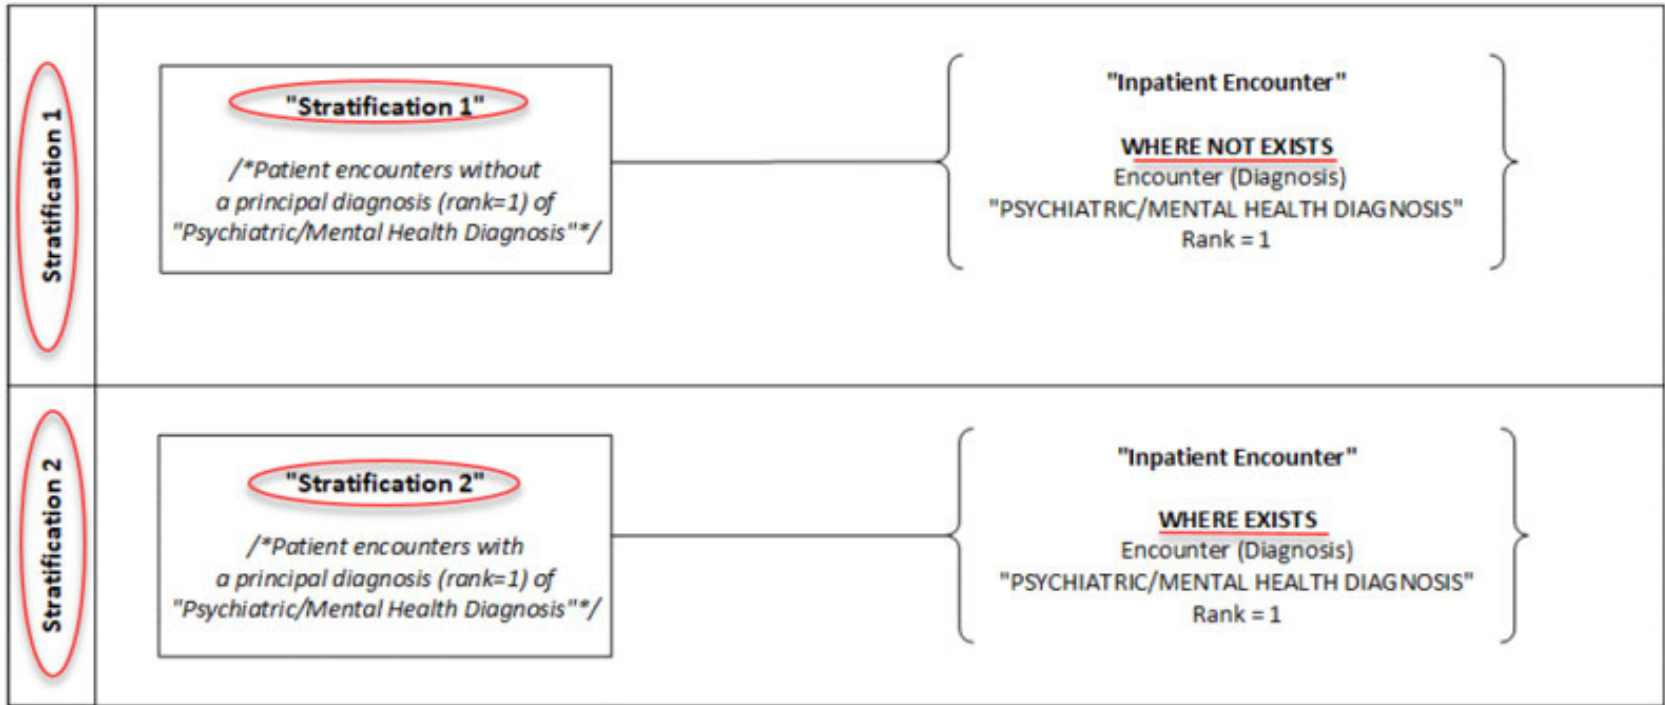 Stratification 1
"Stratification 1"
/*Patient encounters without
a principal diagnosis (rank=1) of
"Psychiatric/Mental Health Diagnosis"*/
"Inpatient Encounter"
WHERE NOT EXISTS
Encounter (Diagnosis)
"PSYCHIATRIC/MENTAL HEALTH DIAGNOSIS"
Rank = 1
Stratification 2
"Stratification 2"
/*Patient encounters with
a principal diagnosis (rank=1) of
"Psychiatric/Mental Health Diagnosis"*/
"Inpatient Encounter"
WHERE EXISTS
Encounter (Diagnosis)
"PSYCHIATRIC/MENTAL HEALTH DIAGNOSIS"
Rank = 1